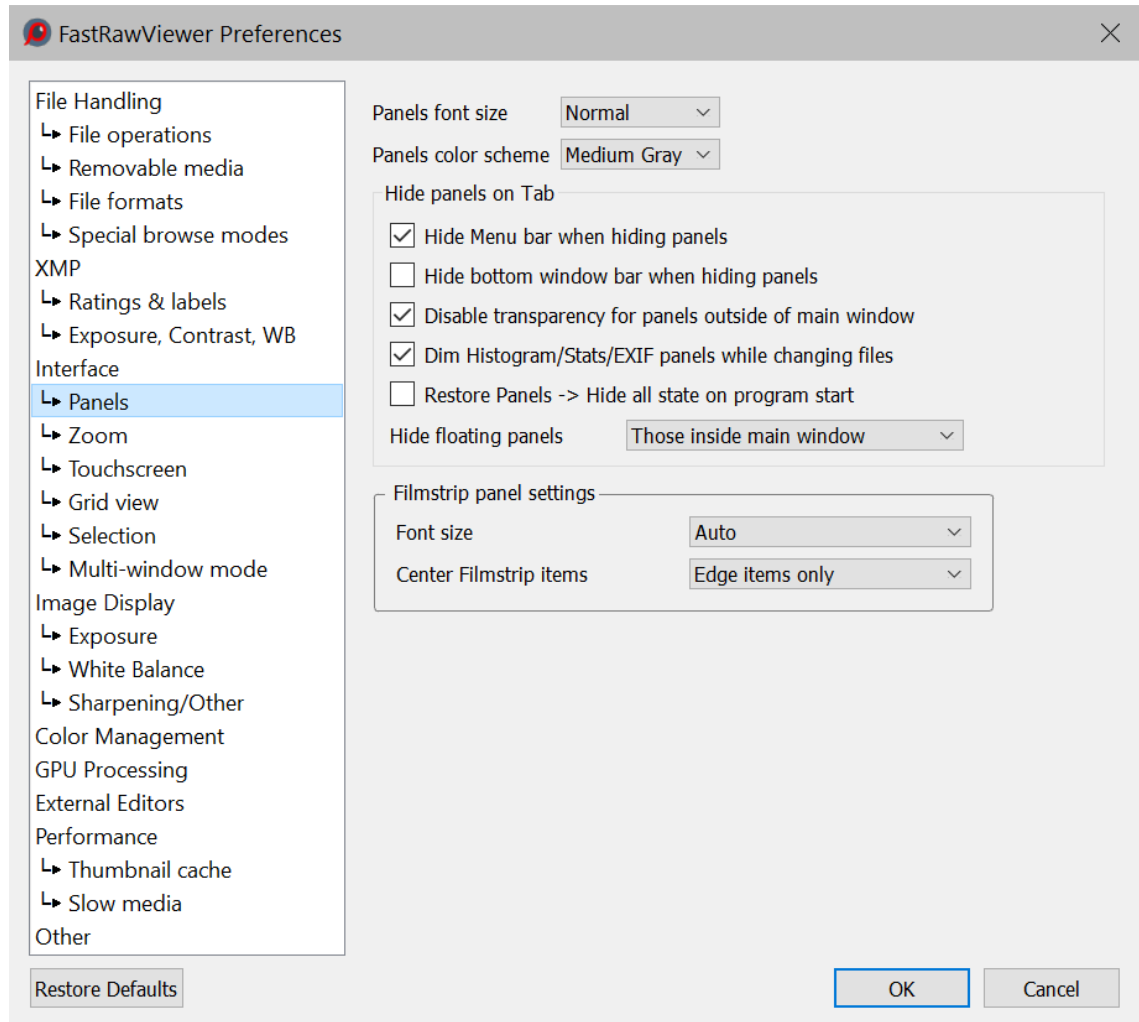 FastRawViewer Preferences
File Handling
File operations
Removable media
File formats
Special browse modes
XMP
Ratings & labels
Exposure, Contrast, WB
Interface
Panels
Zoom
Touchscreen
Grid view
Selection
Multi-window mode
Image Display
Exposure
White Balance
Sharpening/Other
Color Management
GPU Processing
External Editors
Performance
Thumbnail cache
Slow media
Other
Panels font size Normal
Panels color scheme Medium Gray
Hide panels on Tab
Hide Menu bar when hiding panels
Hide bottom window bar when hiding panels
Disable transparency for panels outside of main window
Dim Histogram/Stats/EXIF panels while changing files
Restore Panels -> Hide all state on program start
Hide floating panels Those inside main window
Filmstrip panel settings
Font size Auto
Center Filmstrip items Edge items only
Restore Defaults OK Cancel